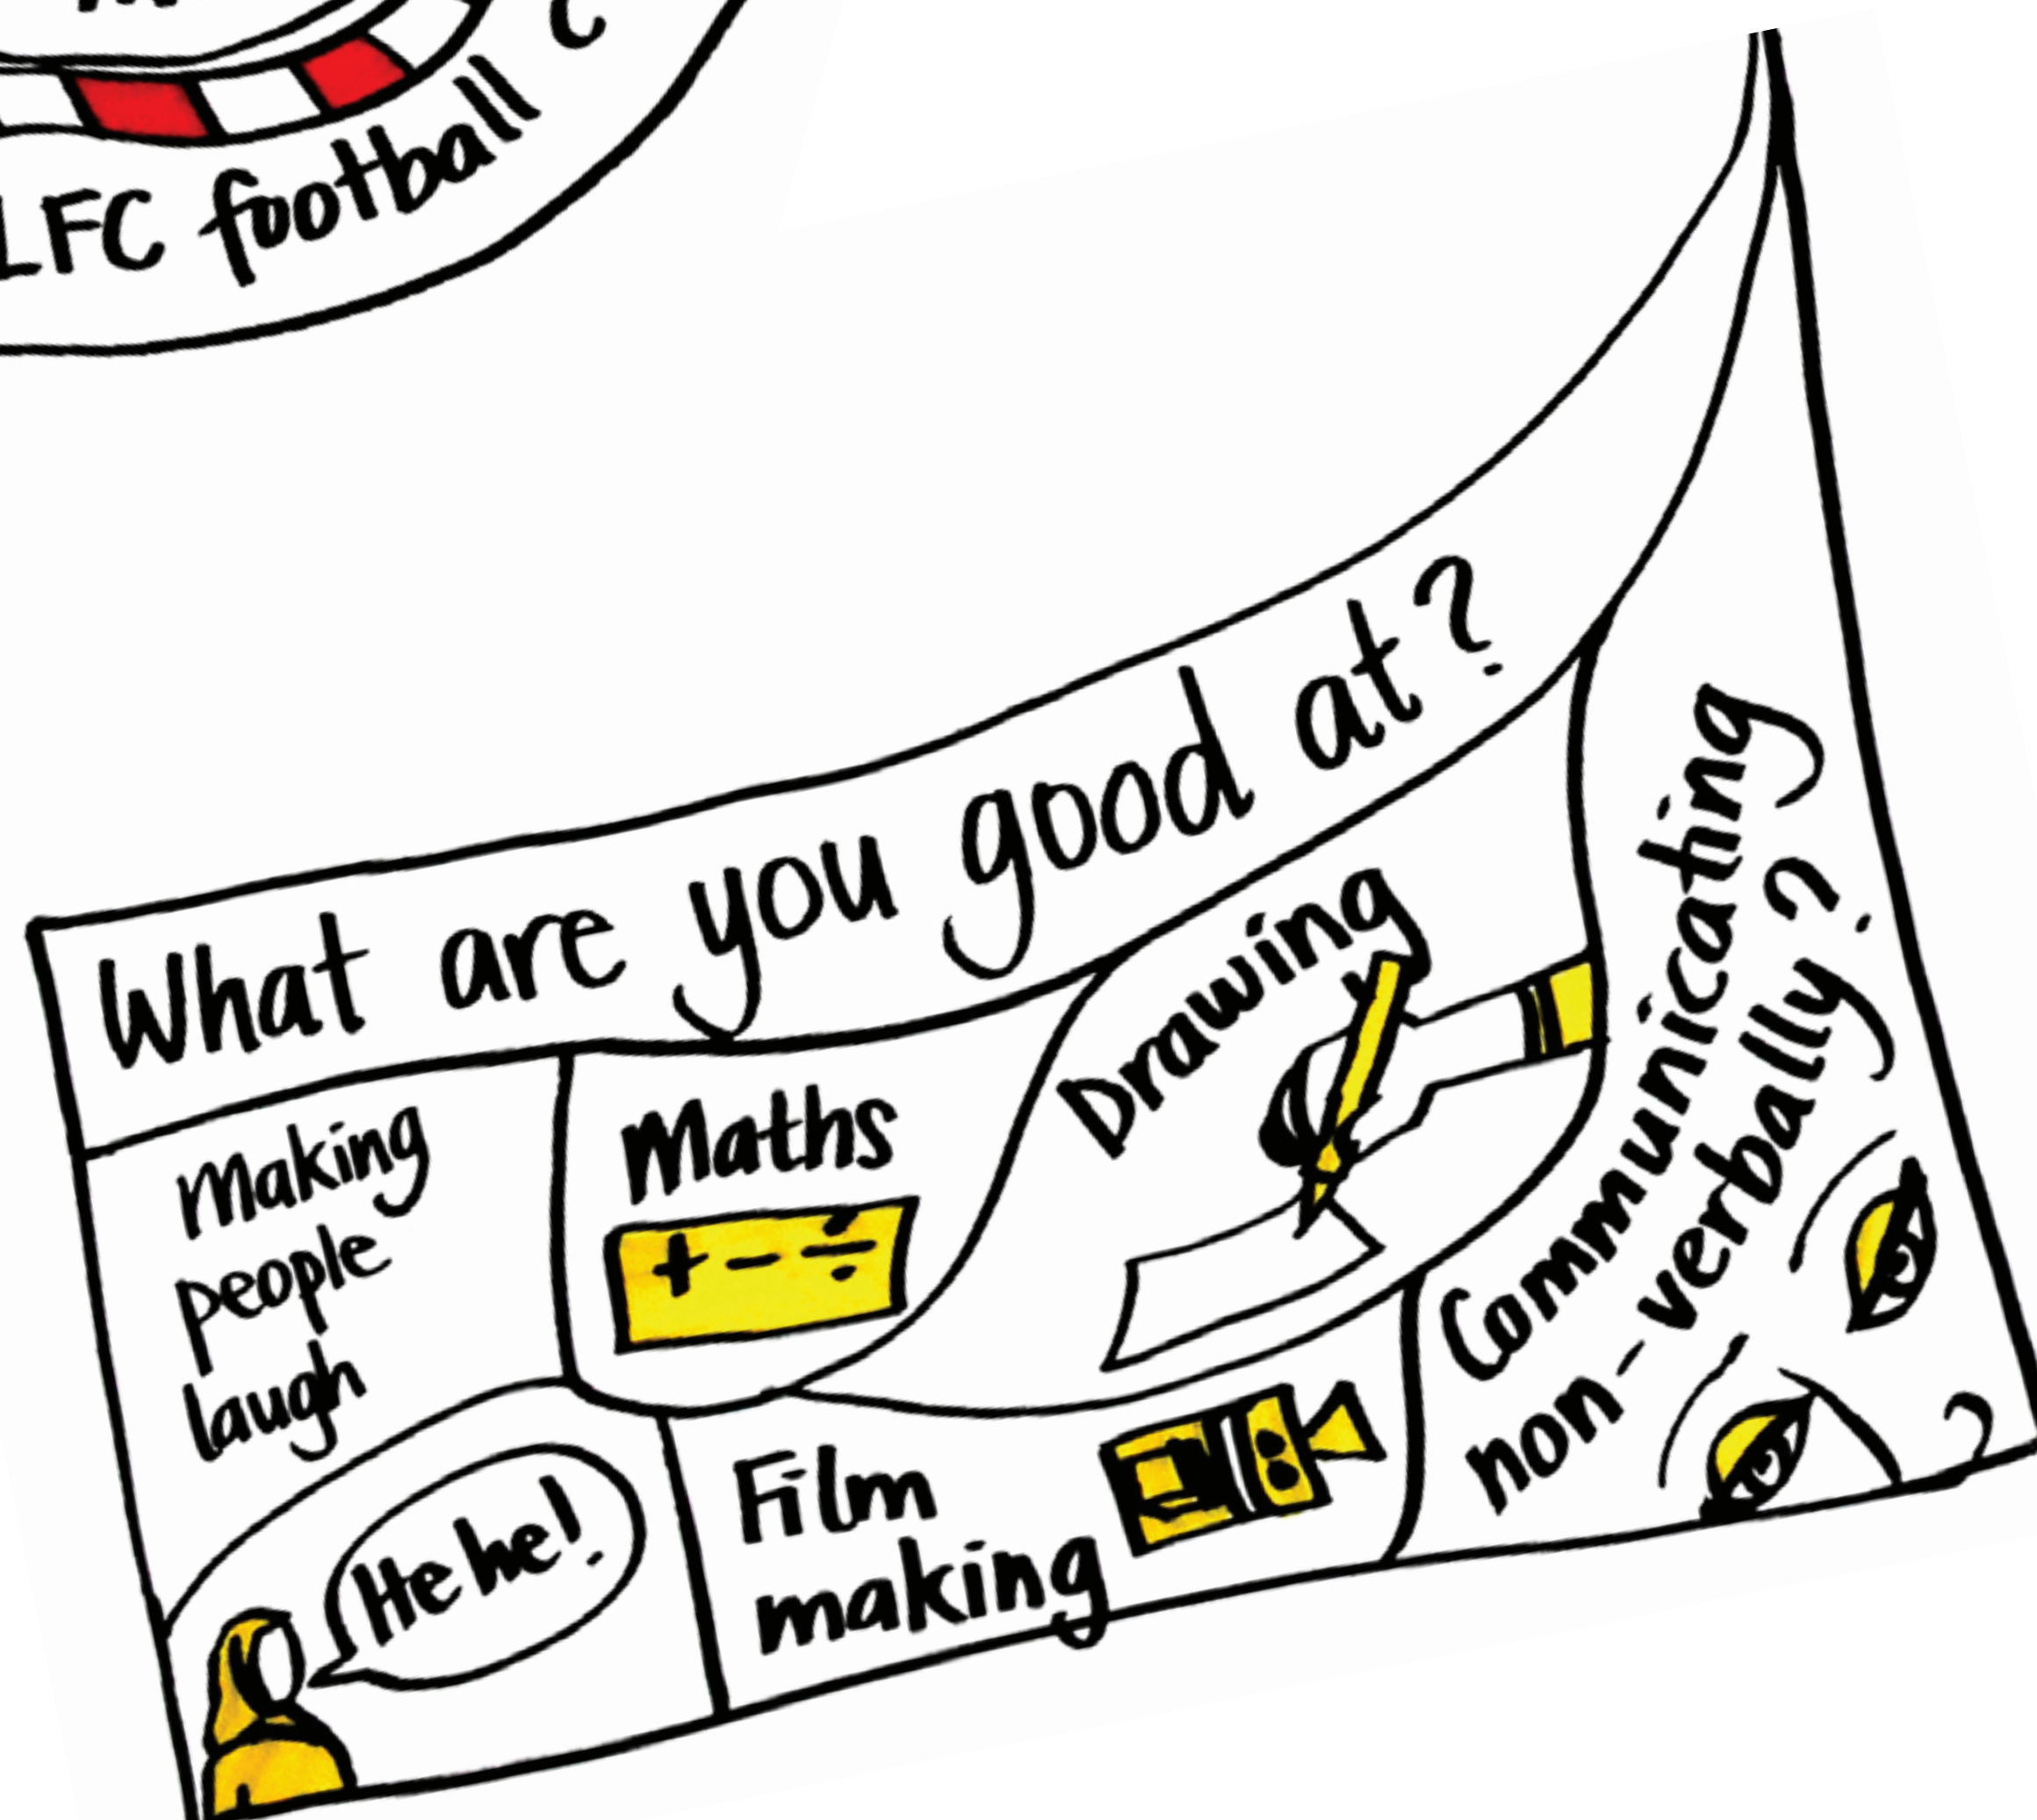 LFC football
What are you good at?
Making
people
laugh
He he!
Maths
+ - ÷
Drawing
Film
making
Communicating
non-verbally?